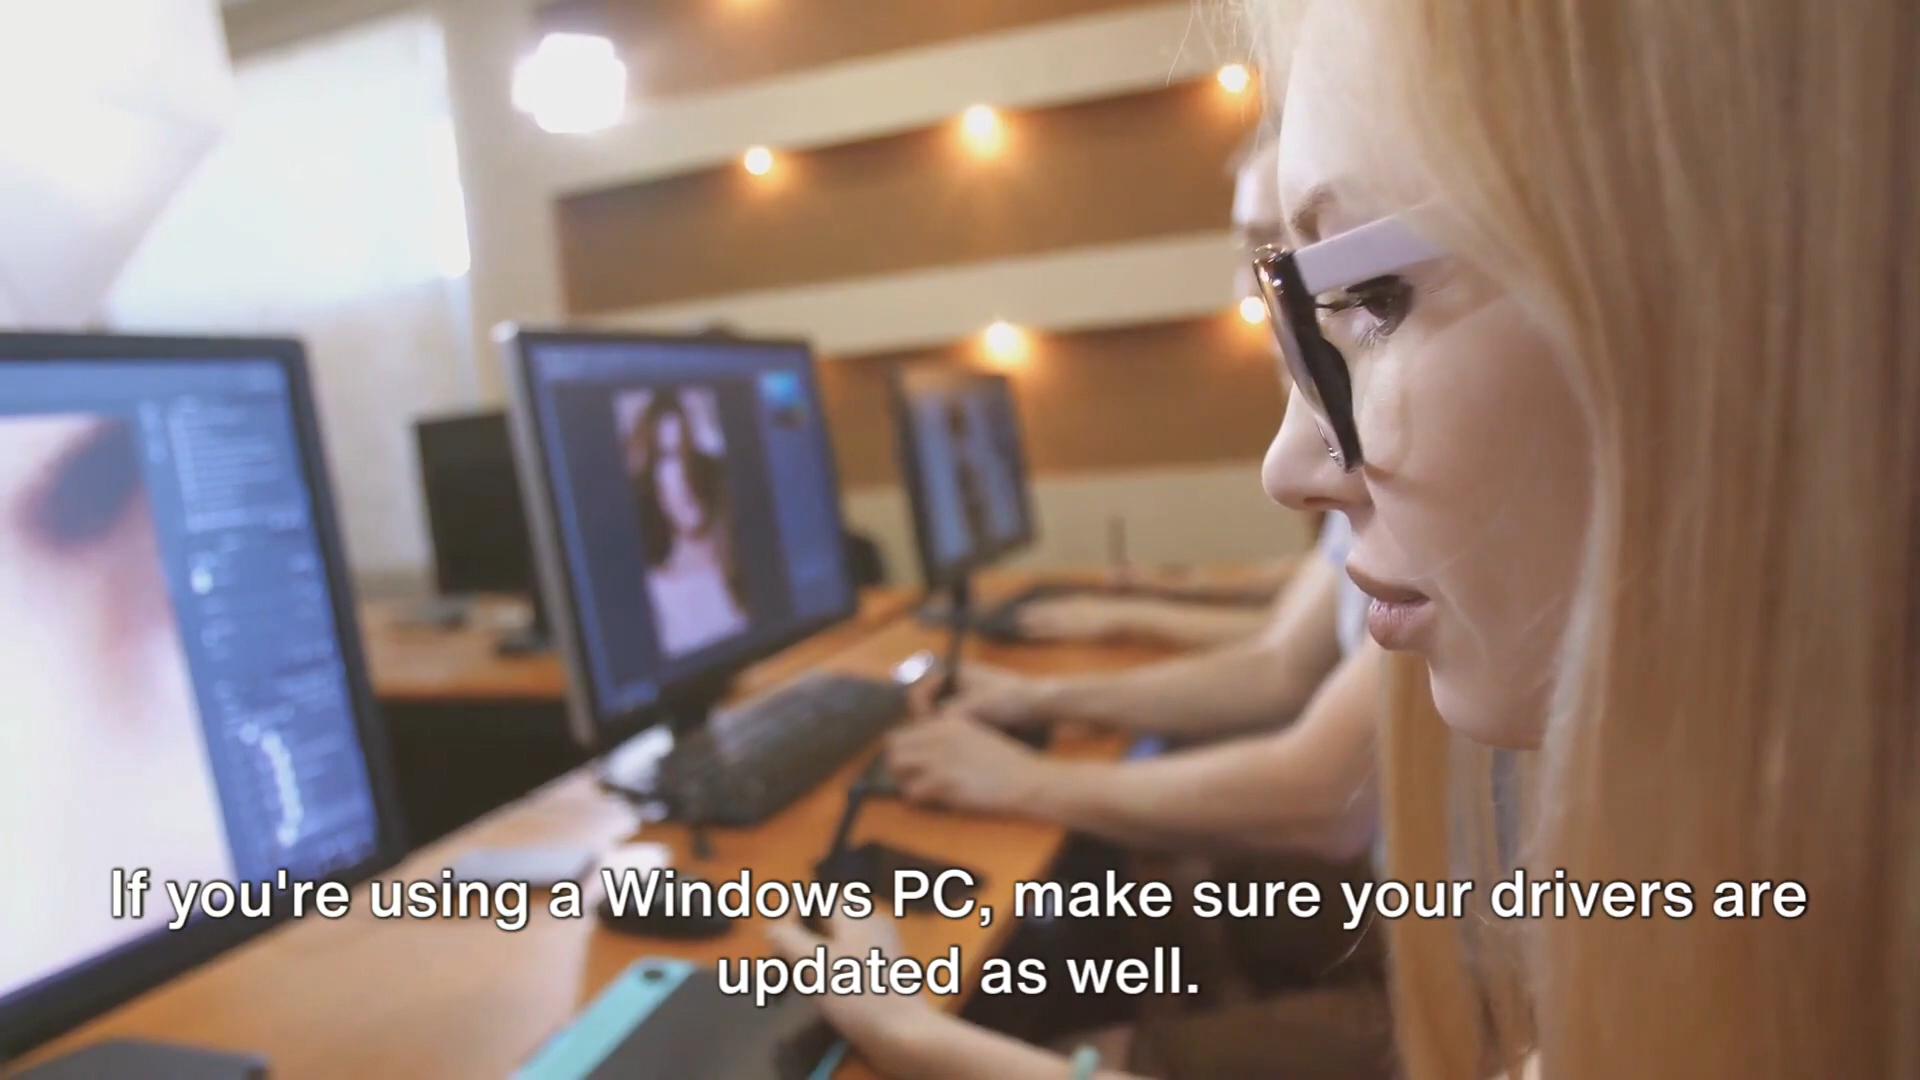 If you're using a Windows PC, make sure your drivers are
updated as well.